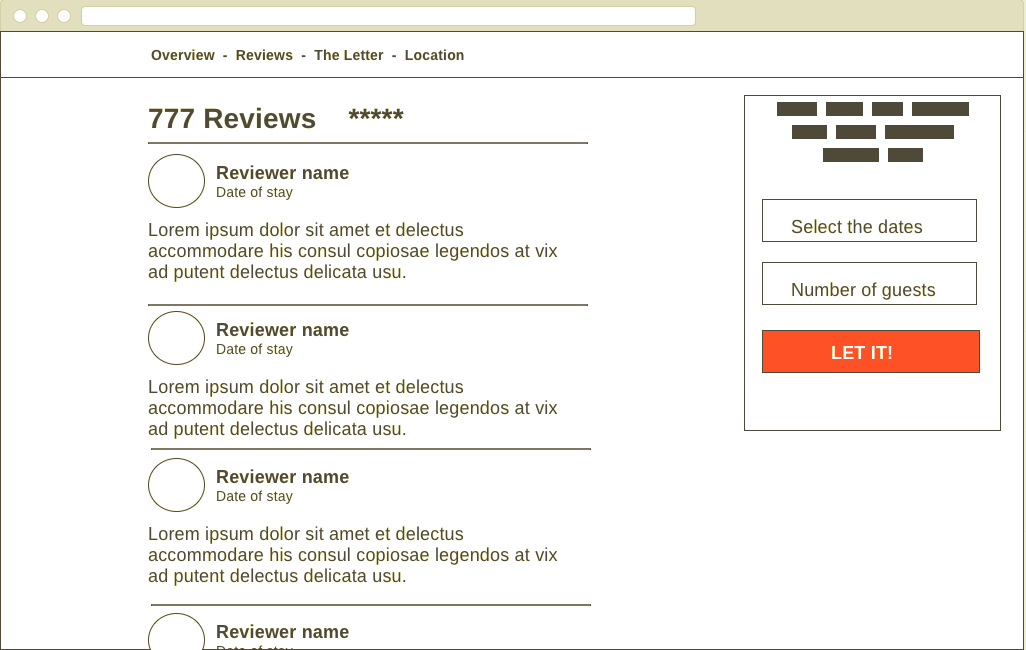 Overview - Reviews - The Letter - Location
777 Reviews *****
Reviewer name
Date of stay
Lorem ipsum dolor sit amet et delectus
accommodare his consul copiosae legendos at vix
ad putent delectus delicata usu.
Reviewer name
Date of stay
Lorem ipsum dolor sit amet et delectus
accommodare his consul copiosae legendos at vix
ad putent delectus delicata usu.
Reviewer name
Date of stay
Lorem ipsum dolor sit amet et delectus
accommodare his consul copiosae legendos at vix
ad putent delectus delicata usu.
Reviewer name
Date of stay
Select the dates
Number of guests
LET IT!